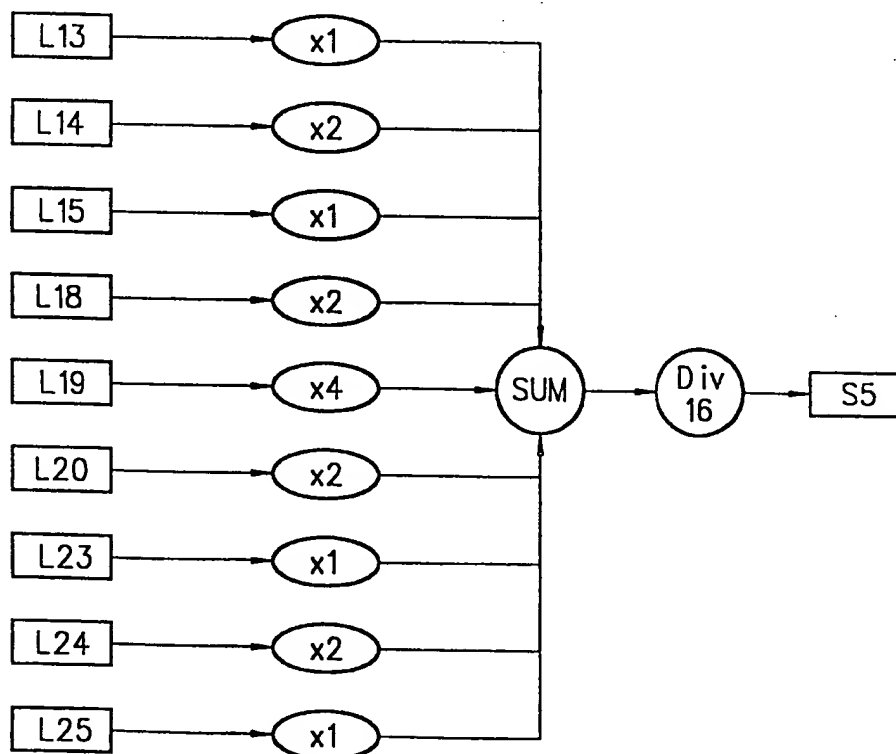 L13 x1
L14 x2
L15 x1
L18 x2
L19 x4 SUM Div 16 S5
L20 x2
L23 x1
L24 x2
L25 x1